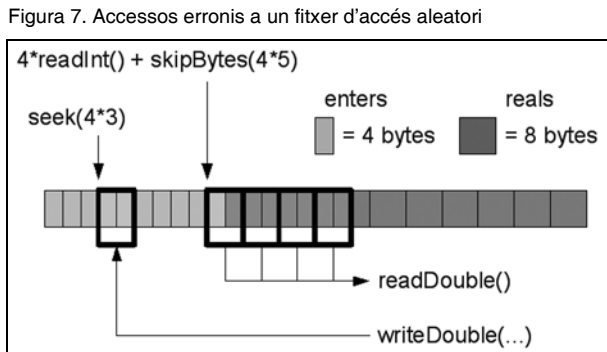 Figura 7. Accessos erronis a un fitxer d'accés aleatori
4*readInt() + skipBytes(4*5)
enters
reals
seek(4*3)
= 4 bytes
= 8 bytes
readDouble()
writeDouble(...)